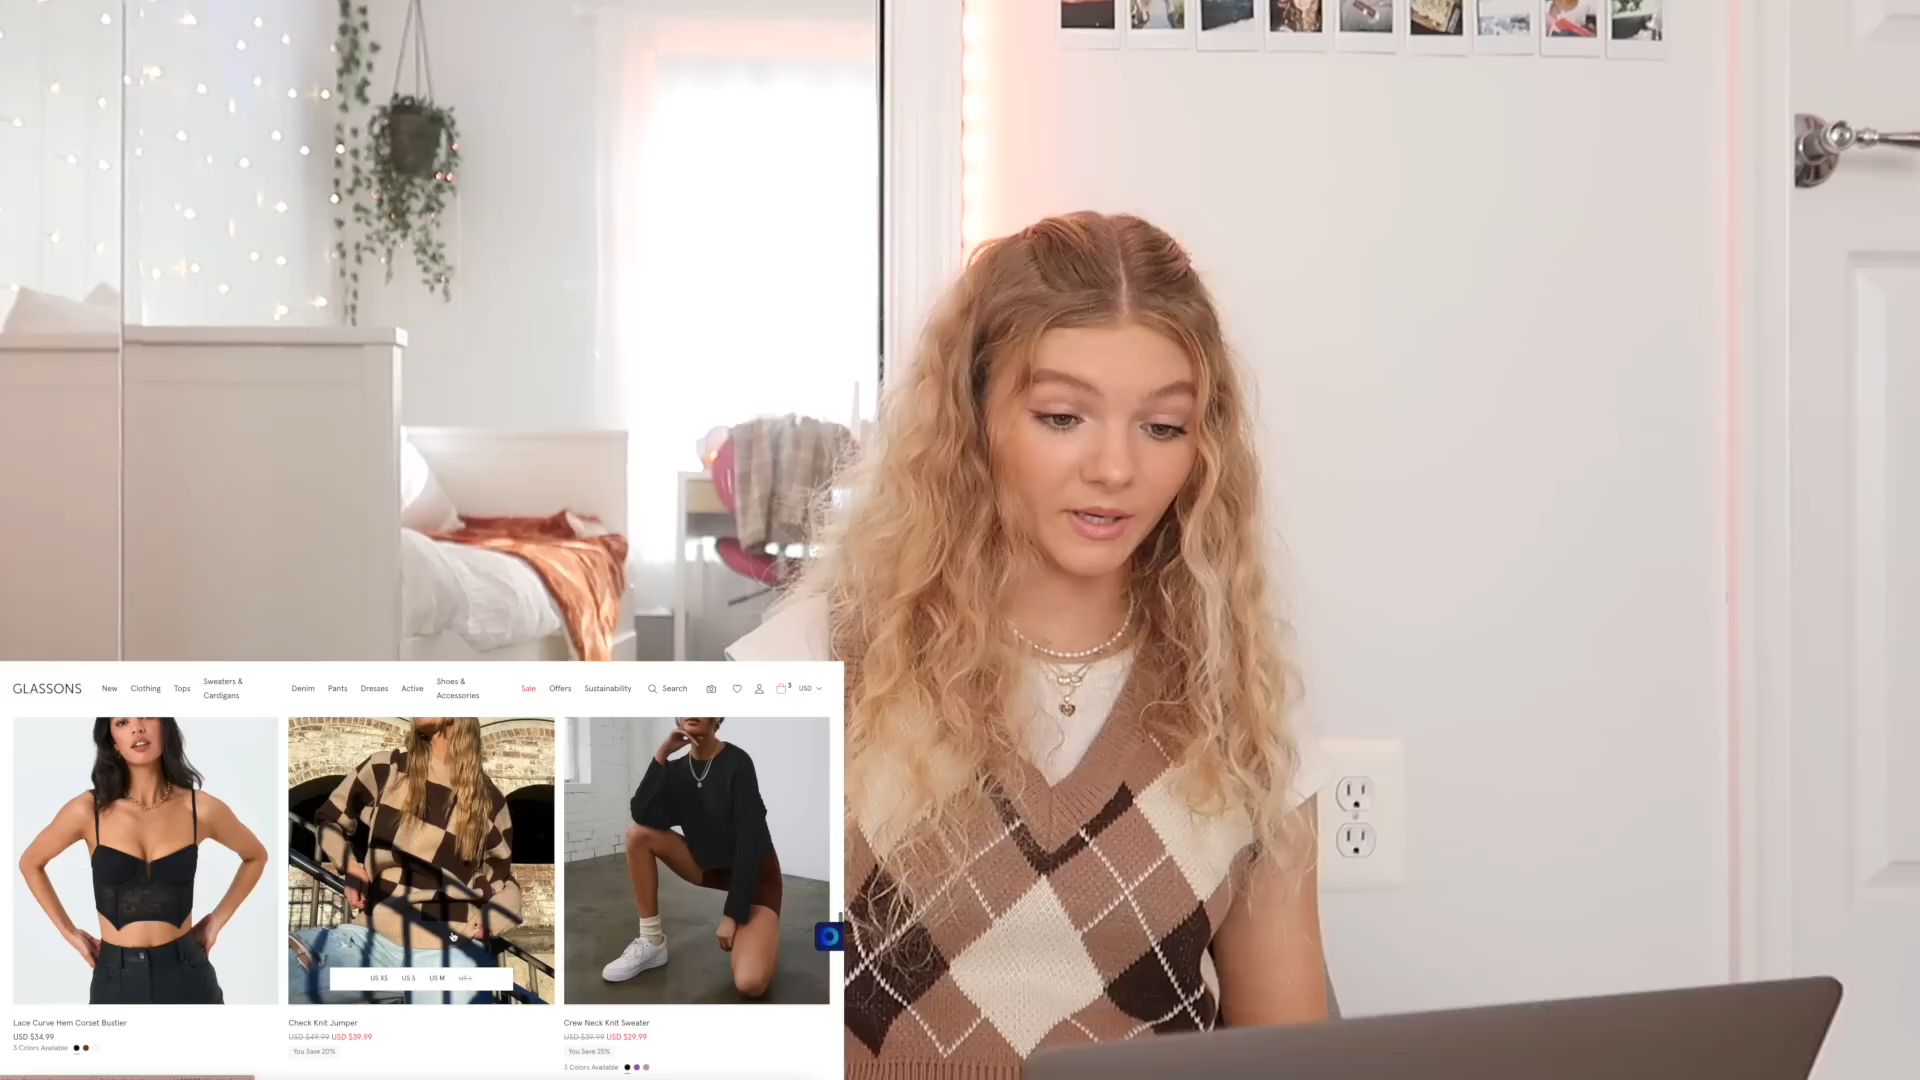 GLASSONS
New
Clothing
Tops
Sweaters &
Cardigans
Denim
Pants
Dresses
Active
Shoes &
Accessories
Sale
Offers
Sustainability
Search
3
USD
US XS US S US M US L
Lace Curve Hem Corset Bustier
USD $34.99
3 Colors Available
Check Knit Jumper
USD $49.99 USD $39.99
You Save 20%
Crew Neck Knit Sweater
USD $39.99 USD $29.99
You Save 25%
3 Colors Available